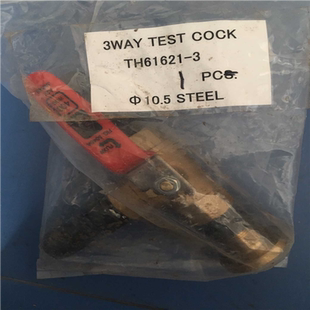 3WAY TEST COCK
TH61621-3
1 PCS.
Φ10.5 STEEL